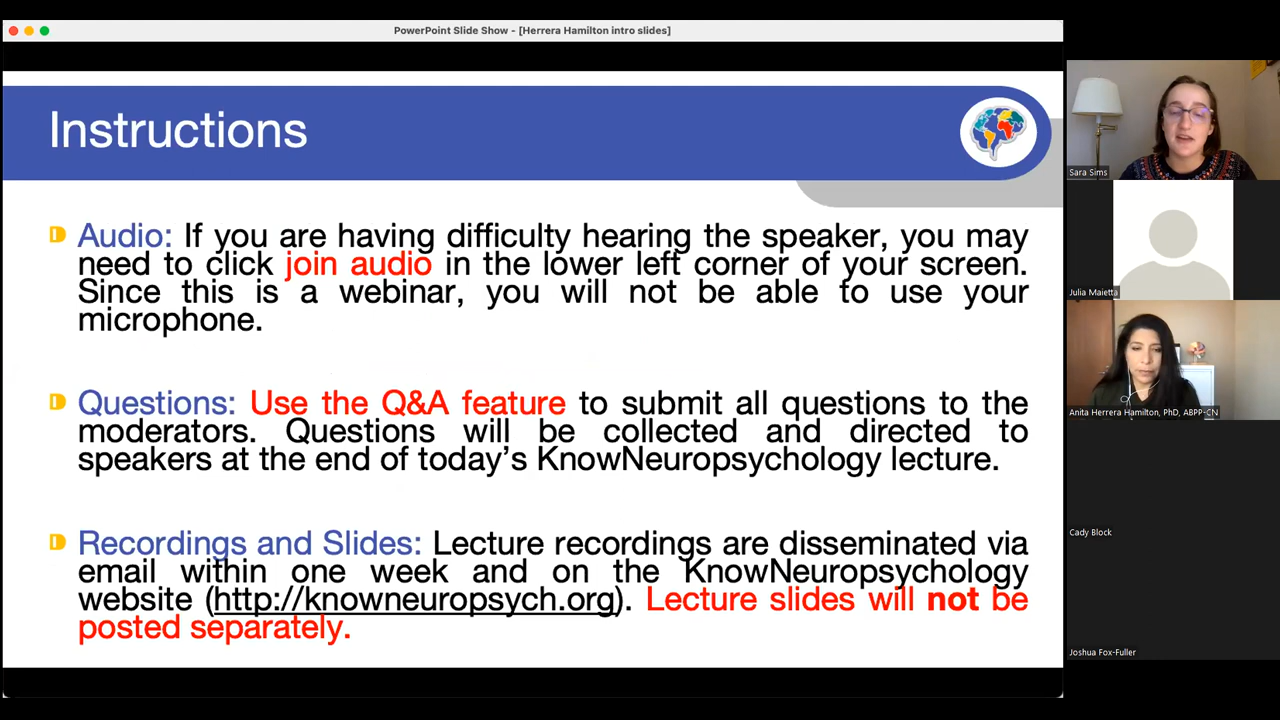 PowerPoint Slide Show - [Herrera Hamilton intro slides]
Instructions
Audio: If you are having difficulty hearing the speaker, you may
need to click join audio in the lower left corner of your screen.
Since this is a webinar, you will not be able to use your
microphone.
Questions: Use the Q&A feature to submit all questions to the
moderators. Questions will be collected and directed to
speakers at the end of today’s KnowNeuropsychology lecture.
Recordings and Slides: Lecture recordings are disseminated via
email within one week and on the KnowNeuropsychology
website (http://knowneuropsych.org). Lecture slides will not be
posted separately.
Sara Sims
Julia Maietta
Anita Herrera Hamilton, PhD, ABPP-CN
Cady Block
Joshua Fox-Fuller